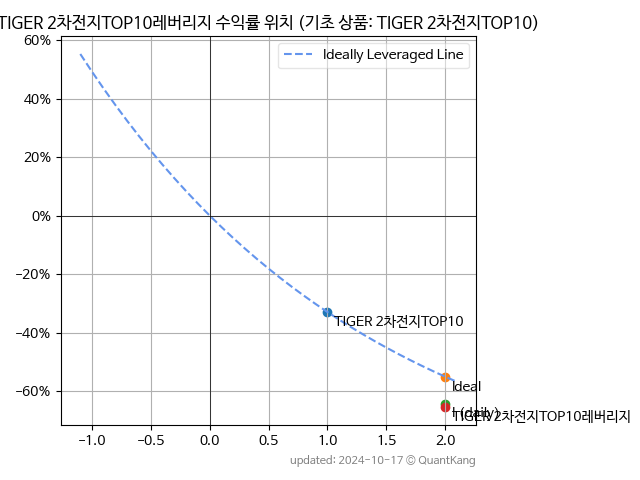 TIGER 2차전지TOP10레버리지 수익률 위치 (기초 상품: TIGER 2차전지TOP10)
Ideally Leveraged Line
60%
40%
20%
0%
−20%
−40%
−60%
TIGER 2차전지TOP10
Ideal
TIGER 2차전지TOP10레버리지
−1.0 −0.5 0.0 0.5 1.0 1.5 2.0
updated: 2024-10-17 © QuantKang